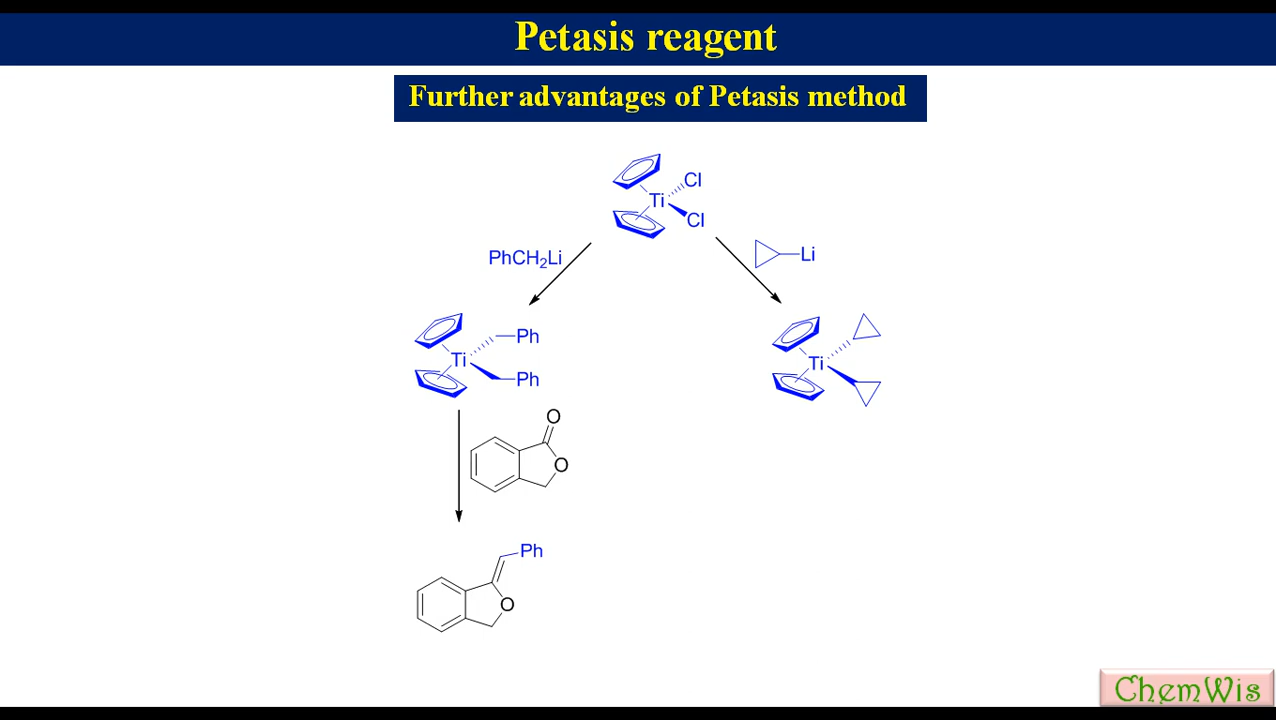 Petasis reagent
Further advantages of Petasis method
Cl
Ti
Cl
PhCH₂Li
Li
Ph
Ti
Ph
Ti
O
O
Ph
O
ChemWis